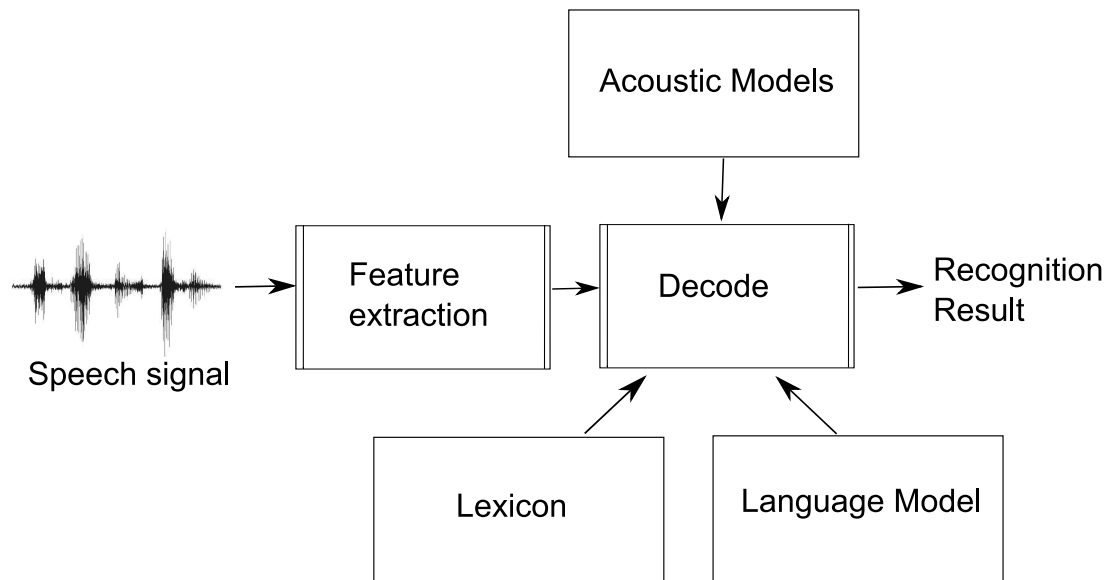 Acoustic Models
Feature
extraction
Decode
Recognition
Result
Speech signal
Lexicon
Language Model